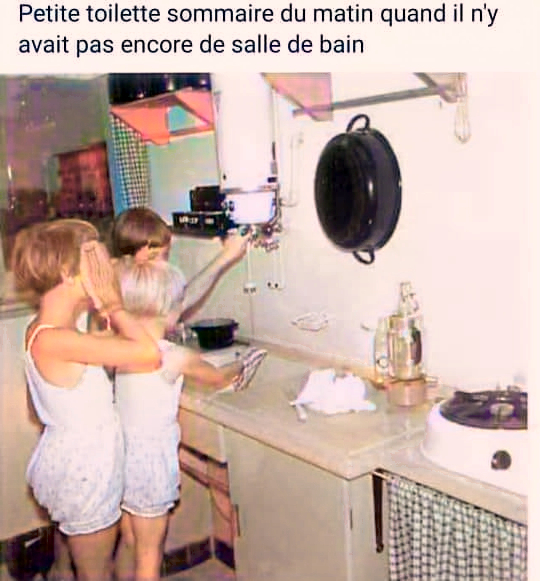 Petite toilette sommaire du matin quand il n'y
avait pas encore de salle de bain